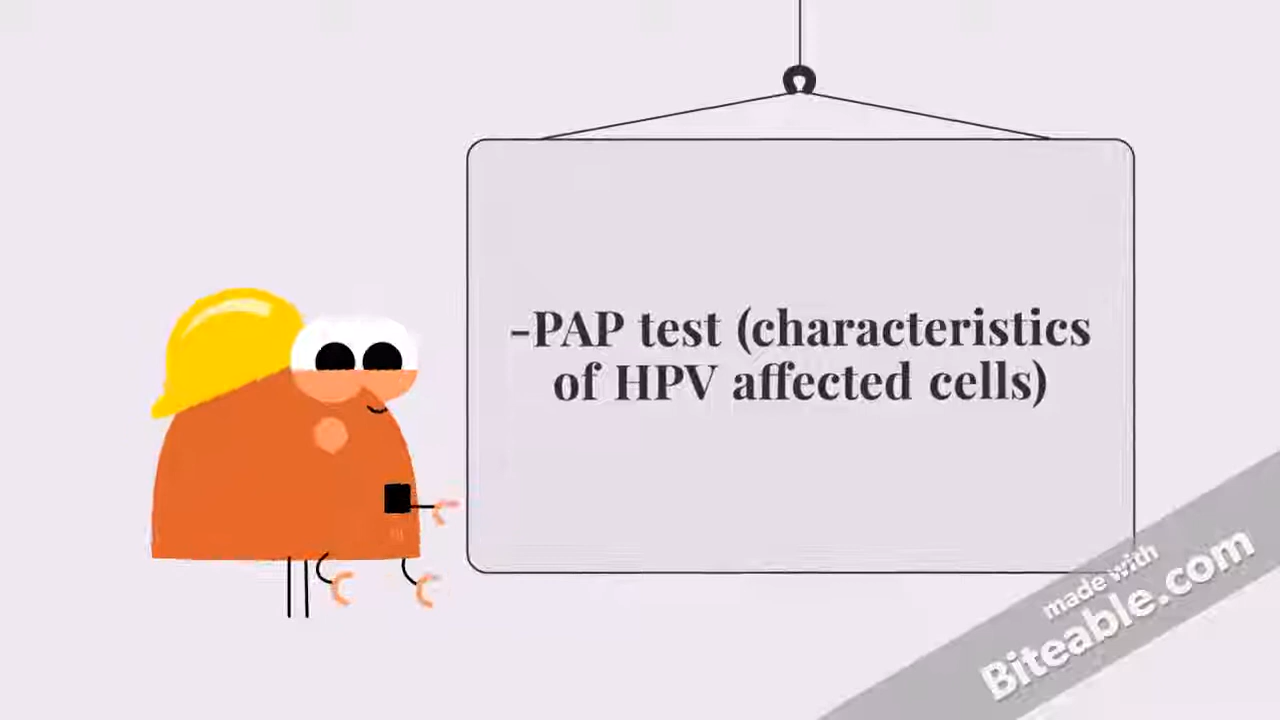 -PAP test (characteristics
of HPV affected cells)
made with
Biteable.com